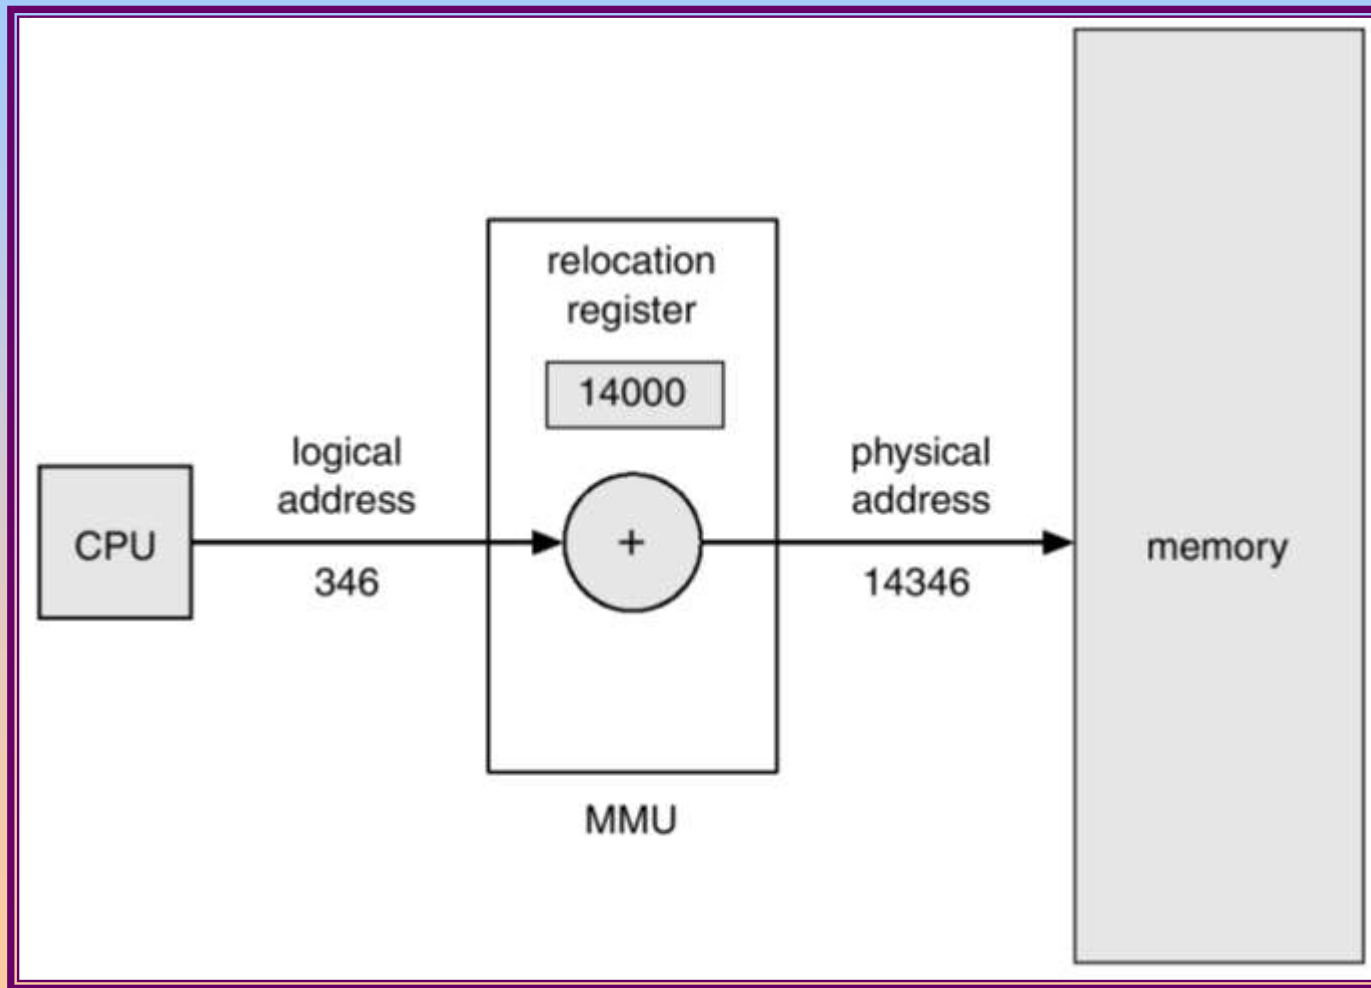 relocation
register
14000
logical
address
346
CPU
+
physical
address
14346
memory
MMU